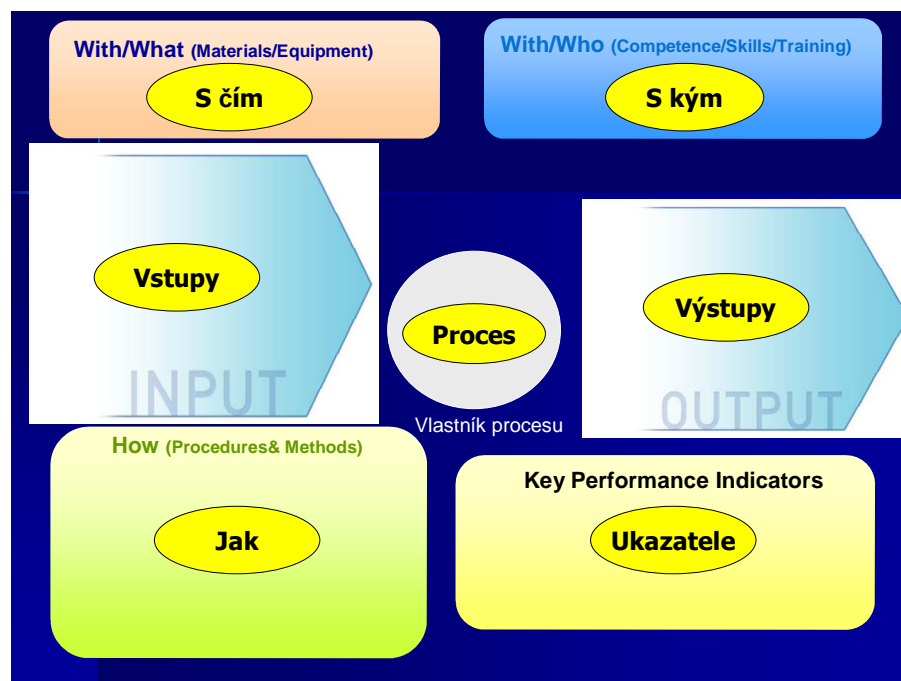 With/What (Materials/Equipment)
S čím
With/Who (Competence/Skills/Training)
S kým
Vstupy
INPUT
Proces
Vlastník procesu
Výstupy
OUTPUT
How (Procedures& Methods)
Jak
Key Performance Indicators
Ukazatele